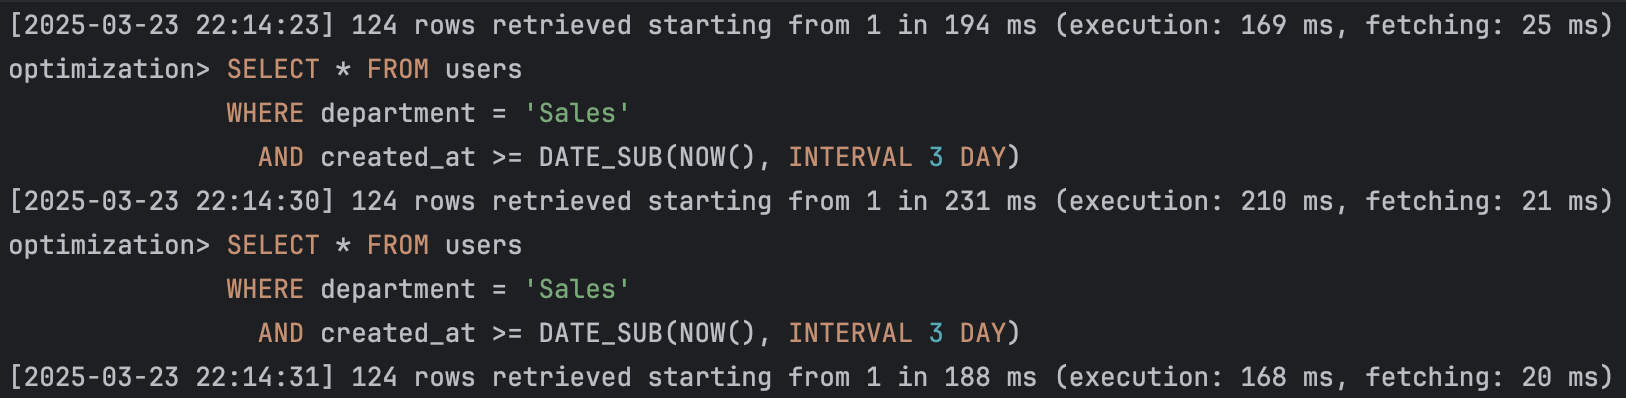 [2025-03-23 22:14:23] 124 rows retrieved starting from 1 in 194 ms (execution: 169 ms, fetching: 25 ms)
optimization> SELECT * FROM users
WHERE department = 'Sales'
AND created_at >= DATE_SUB(NOW(), INTERVAL 3 DAY)
[2025-03-23 22:14:30] 124 rows retrieved starting from 1 in 231 ms (execution: 210 ms, fetching: 21 ms)
optimization> SELECT * FROM users
WHERE department = 'Sales'
AND created_at >= DATE_SUB(NOW(), INTERVAL 3 DAY)
[2025-03-23 22:14:31] 124 rows retrieved starting from 1 in 188 ms (execution: 168 ms, fetching: 20 ms)